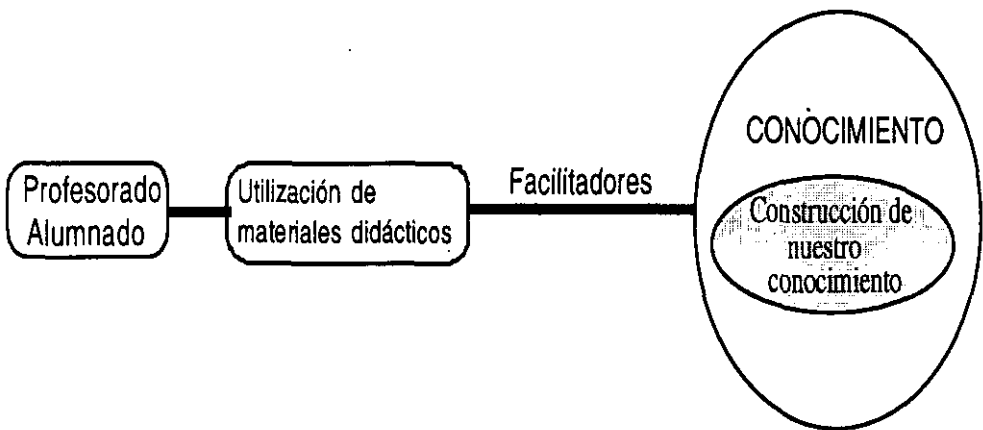 Profesorado
Alumnado
Utilización de
materiales didácticos
Facilitadores
CONOCIMIENTO
Construcción de
nuestro
conocimiento